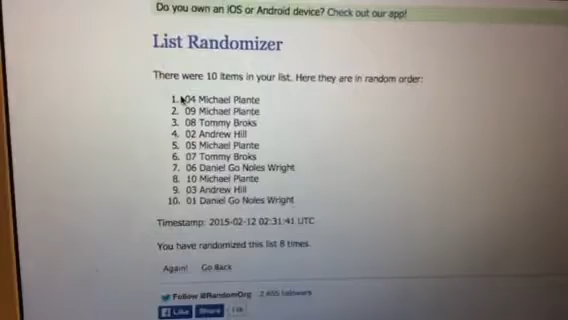 Do you own an iOS or Android device? Check out our app!
List Randomizer
There were 10 items in your list. Here they are in random order:
1. 04 Michael Plante
2. 09 Michael Plante
3. 08 Tommy Broks
4. 02 Andrew Hill
5. 05 Michael Plante
6. 07 Tommy Broks
7. 06 Daniel Go Noles Wright
8. 10 Michael Plante
9. 03 Andrew Hill
10. 01 Daniel Go Noles Wright
Timestamp: 2015-02-12 02:31:41 UTC
You have randomized this list 8 times.
Again! Go Back
Follow @RandomOrg 2,655 followers
Like Share